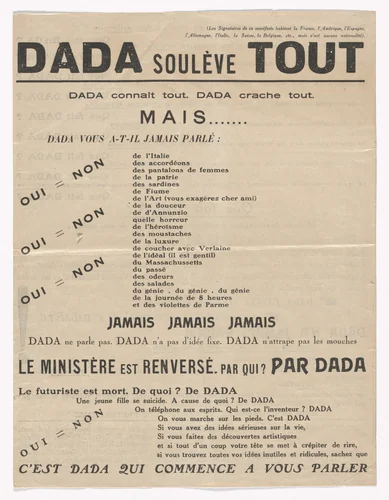 (Les Signataires de ce manifeste habitent la France, l'Amérique, l'Espagne,
l'Allemagne, l'Italie, la Suisse, la Belgique, etc., mais n'ont aucune nationalité).
DADA SOULÈVE TOUT
DADA connaît tout. DADA crache tout.
MAIS.......
DADA VOUS A-T-IL JAMAIS PARLÉ :
de l'Italie
des accordéons
des pantalons de femmes
de la patrie
des sardines
de Fiume
de l'Art (vous exagérez cher ami)
de la douceur
de d'Annunzio
quelle horreur
de l'héroïsme
des moustaches
de la luxure
de coucher avec Verlaine
de l'idéal (il est gentil)
du Massachussetts
du passé
des odeurs
des salades
du génie . du génie . du génie
de la journée de 8 heures
et des violettes de Parme
OUI = NON
OUI = NON
OUI = NON
JAMAIS JAMAIS JAMAIS
DADA ne parle pas. DADA n'a pas d'idée fixe. DADA n'attrape pas les mouches
LE MINISTÈRE EST RENVERSÉ. PAR QUI? PAR DADA
Le futuriste est mort. De quoi ? De DADA
Une jeune fille se suicide. A cause de quoi ? De DADA
On téléphone aux esprits. Qui est-ce l'inventeur ? DADA
On vous marche sur les pieds. C'est DADA
Si vous avez des idées sérieuses sur la vie,
Si vous faites des découvertes artistiques
et si tout d'un coup votre tête se met à crépiter de rire,
si vous trouvez toutes vos idées inutiles et ridicules, sachez que
OUI = NON
C'EST DADA QUI COMMENCE A VOUS PARLER